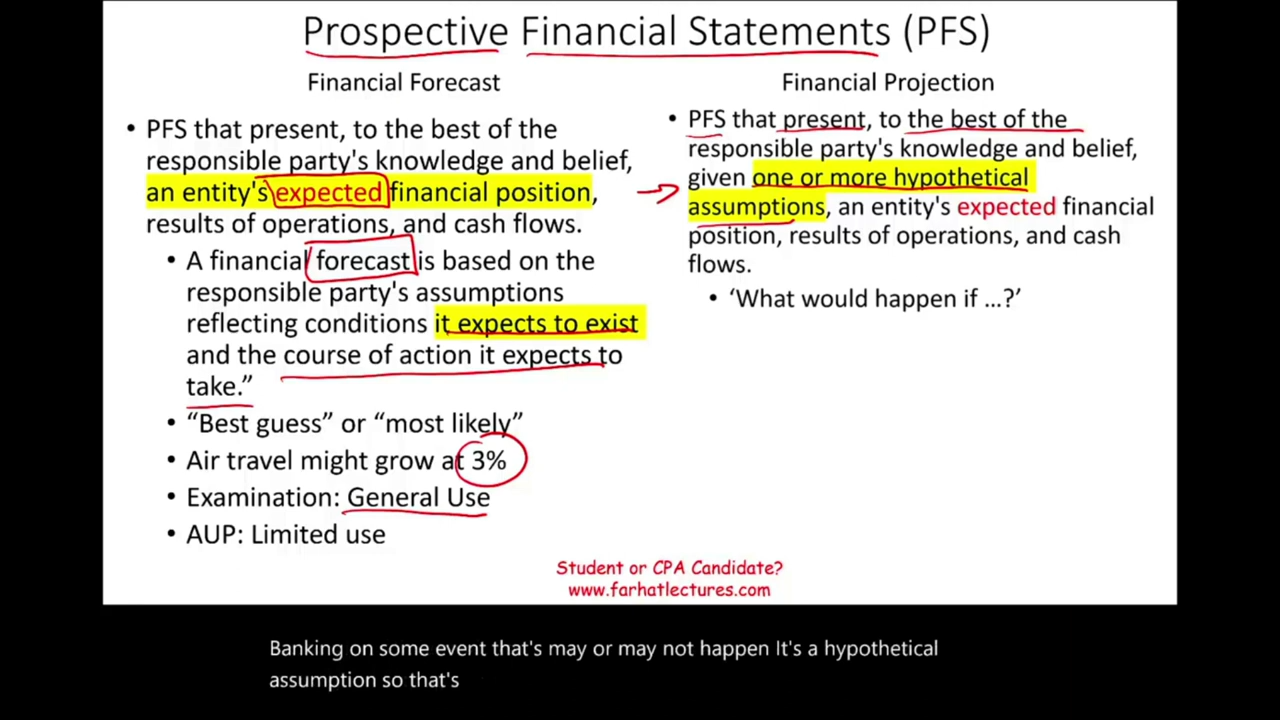 Prospective Financial Statements (PFS)
Financial Forecast
• PFS that present, to the best of the
responsible party's knowledge and belief,
an entity's expected financial position,
results of operations, and cash flows.
• A financial forecast is based on the
responsible party's assumptions
reflecting conditions it expects to exist
and the course of action it expects to
take.”
• “Best guess” or “most likely”
• Air travel might grow at 3%
• Examination: General Use
• AUP: Limited use
Financial Projection
• PFS that present, to the best of the
responsible party's knowledge and belief,
given one or more hypothetical
assumptions, an entity's expected financial
position, results of operations, and cash
flows.
• ‘What would happen if …?’
Student or CPA Candidate?
www.farhatlectures.com
Banking on some event that's may or may not happen It's a hypothetical
assumption so that's